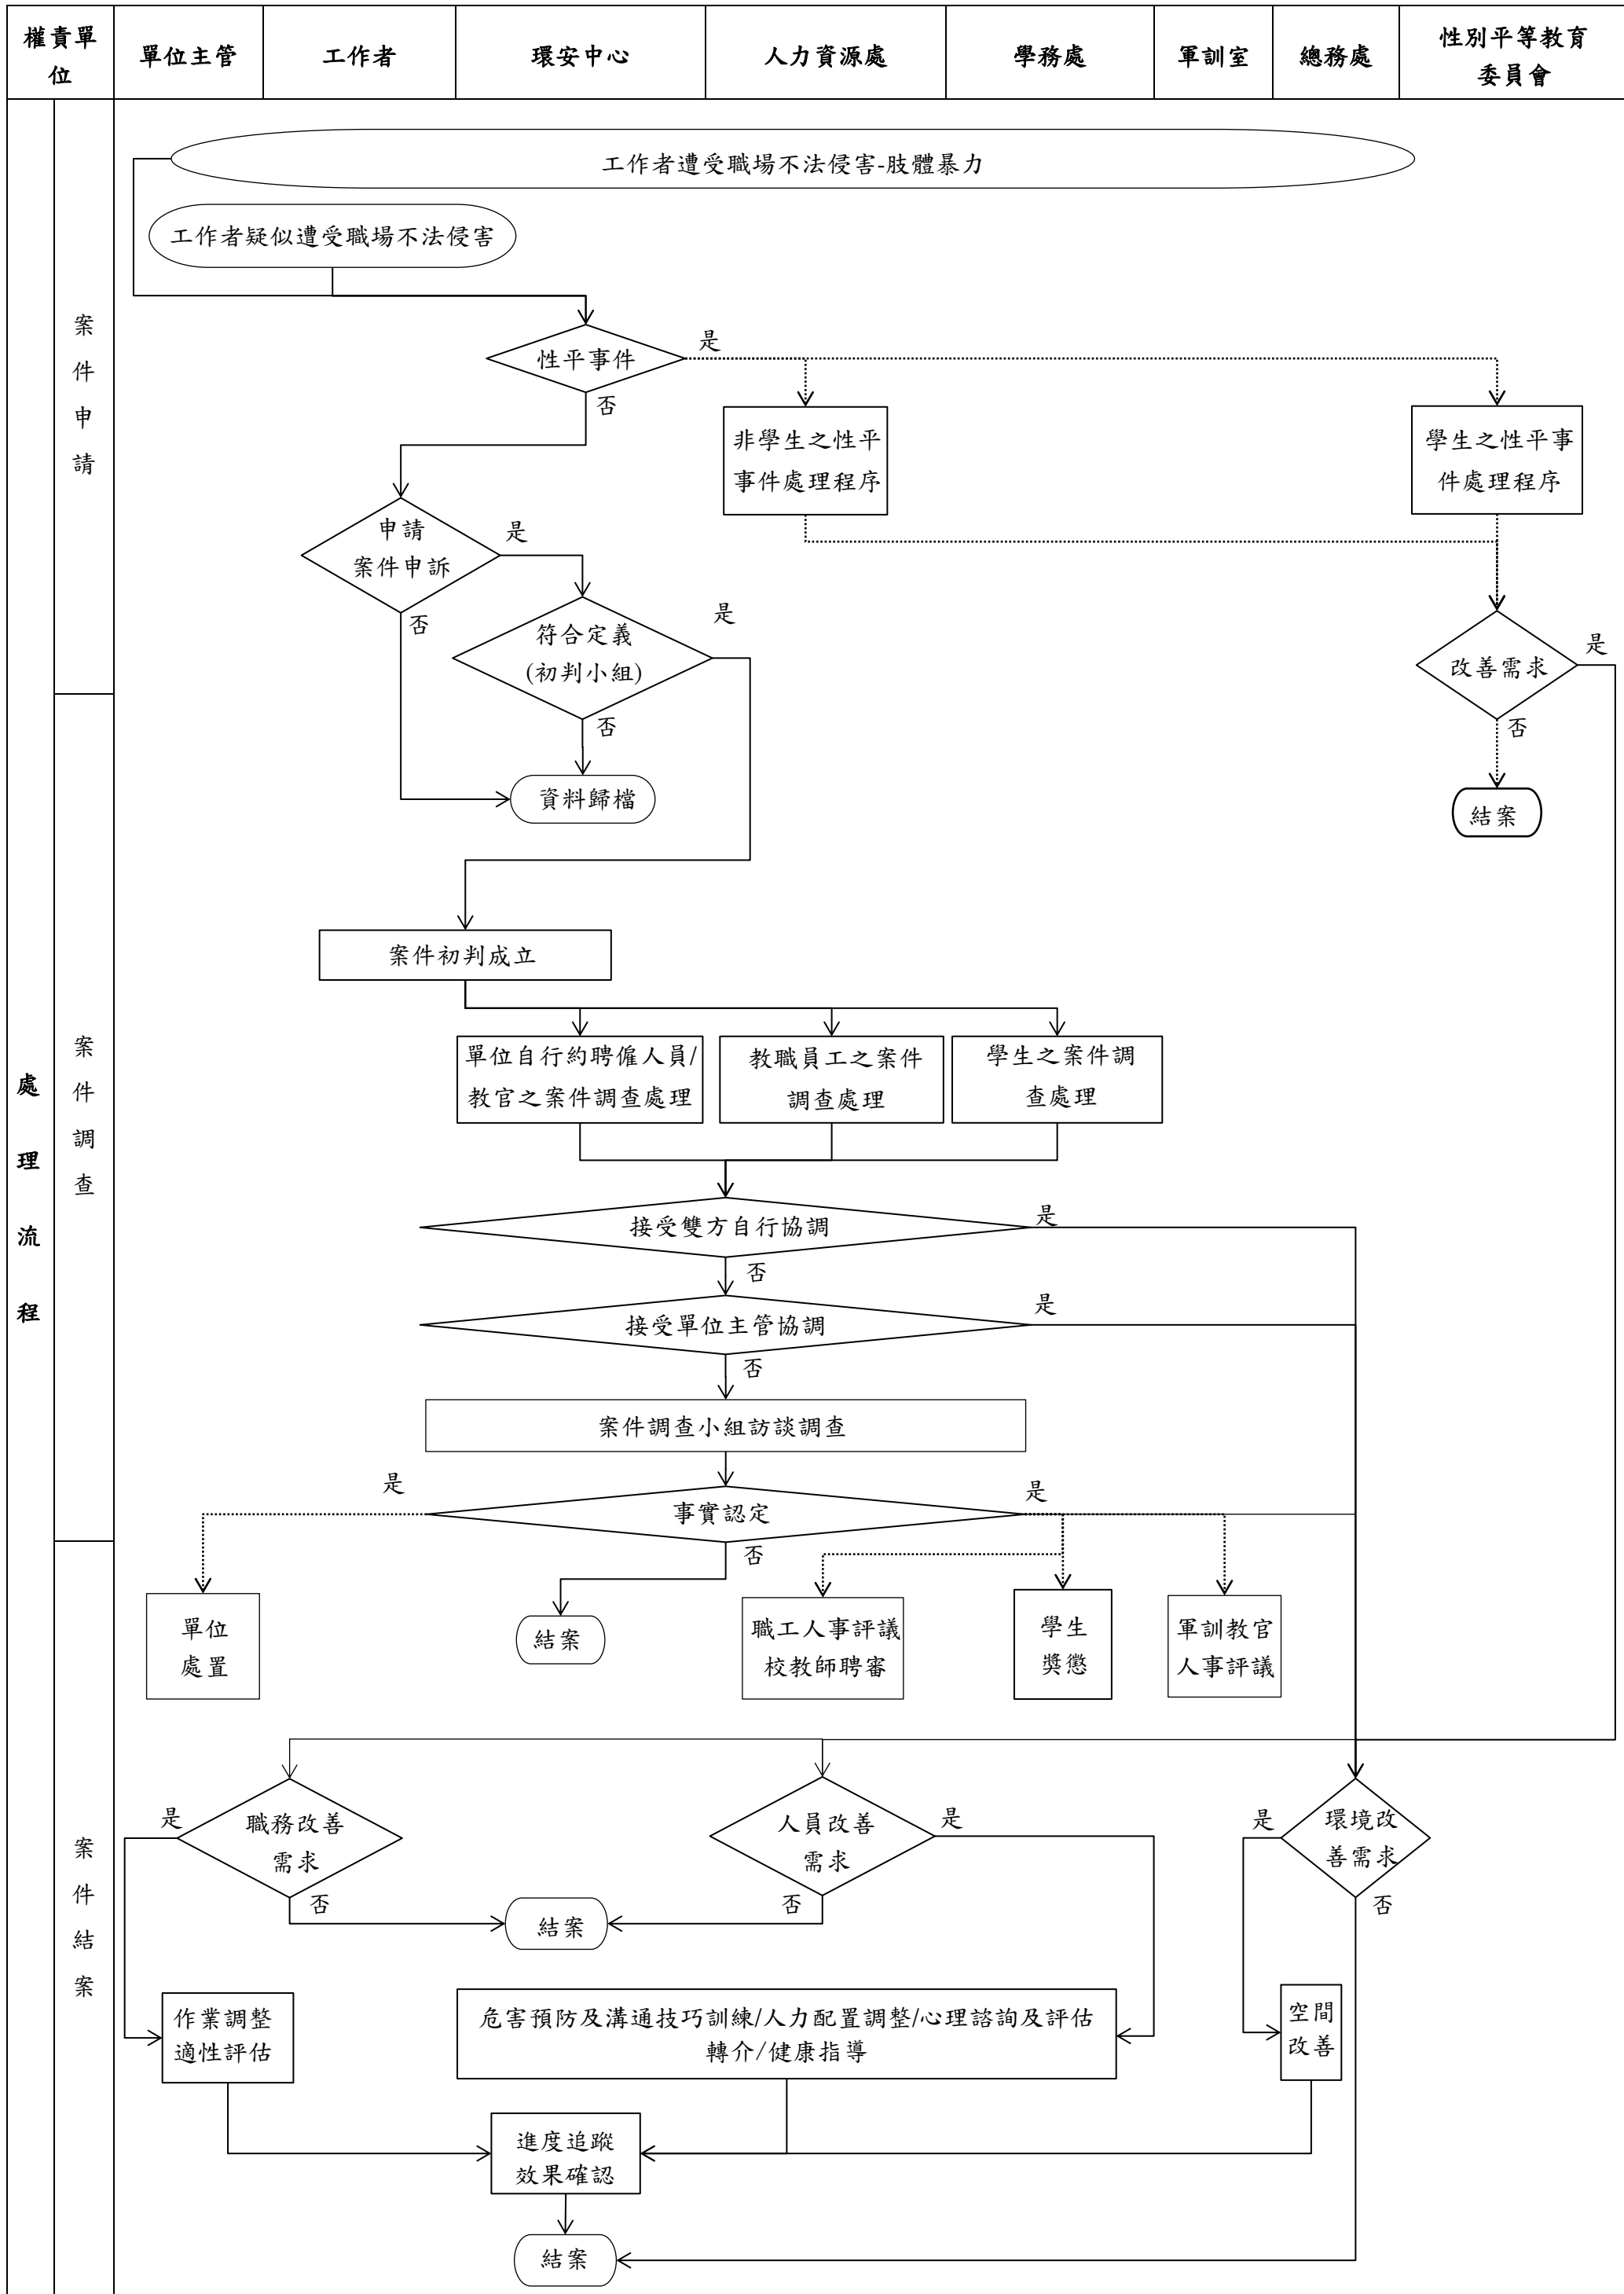 權責單
位
單位主管
工作者
環安中心
人力資源處
學務處
軍訓室
總務處
性別平等教育
委員會
處理流程
案件申請
工作者遭受職場不法侵害-肢體暴力
工作者疑似遭受職場不法侵害
性平事件
是
否
非學生之性平
事件處理程序
學生之性平事
件處理程序
申請
案件申訴
是
否
符合定義
(初判小組)
是
否
改善需求
是
否
資料歸檔
結案
案件調查
案件初判成立
單位自行約聘僱人員/
教官之案件調查處理
教職員工之案件
調查處理
學生之案件調
查處理
接受雙方自行協調
是
否
接受單位主管協調
是
否
案件調查小組訪談調查
是
事實認定
是
否
單位
處置
結案
職工人事評議
校教師聘審
學生
獎懲
軍訓教官
人事評議
案件結案
是
職務改善
需求
否
人員改善
需求
是
否
是
環境改
善需求
否
結案
作業調整
適性評估
危害預防及溝通技巧訓練/人力配置調整/心理諮詢及評估
轉介/健康指導
空間
改善
進度追蹤
效果確認
結案